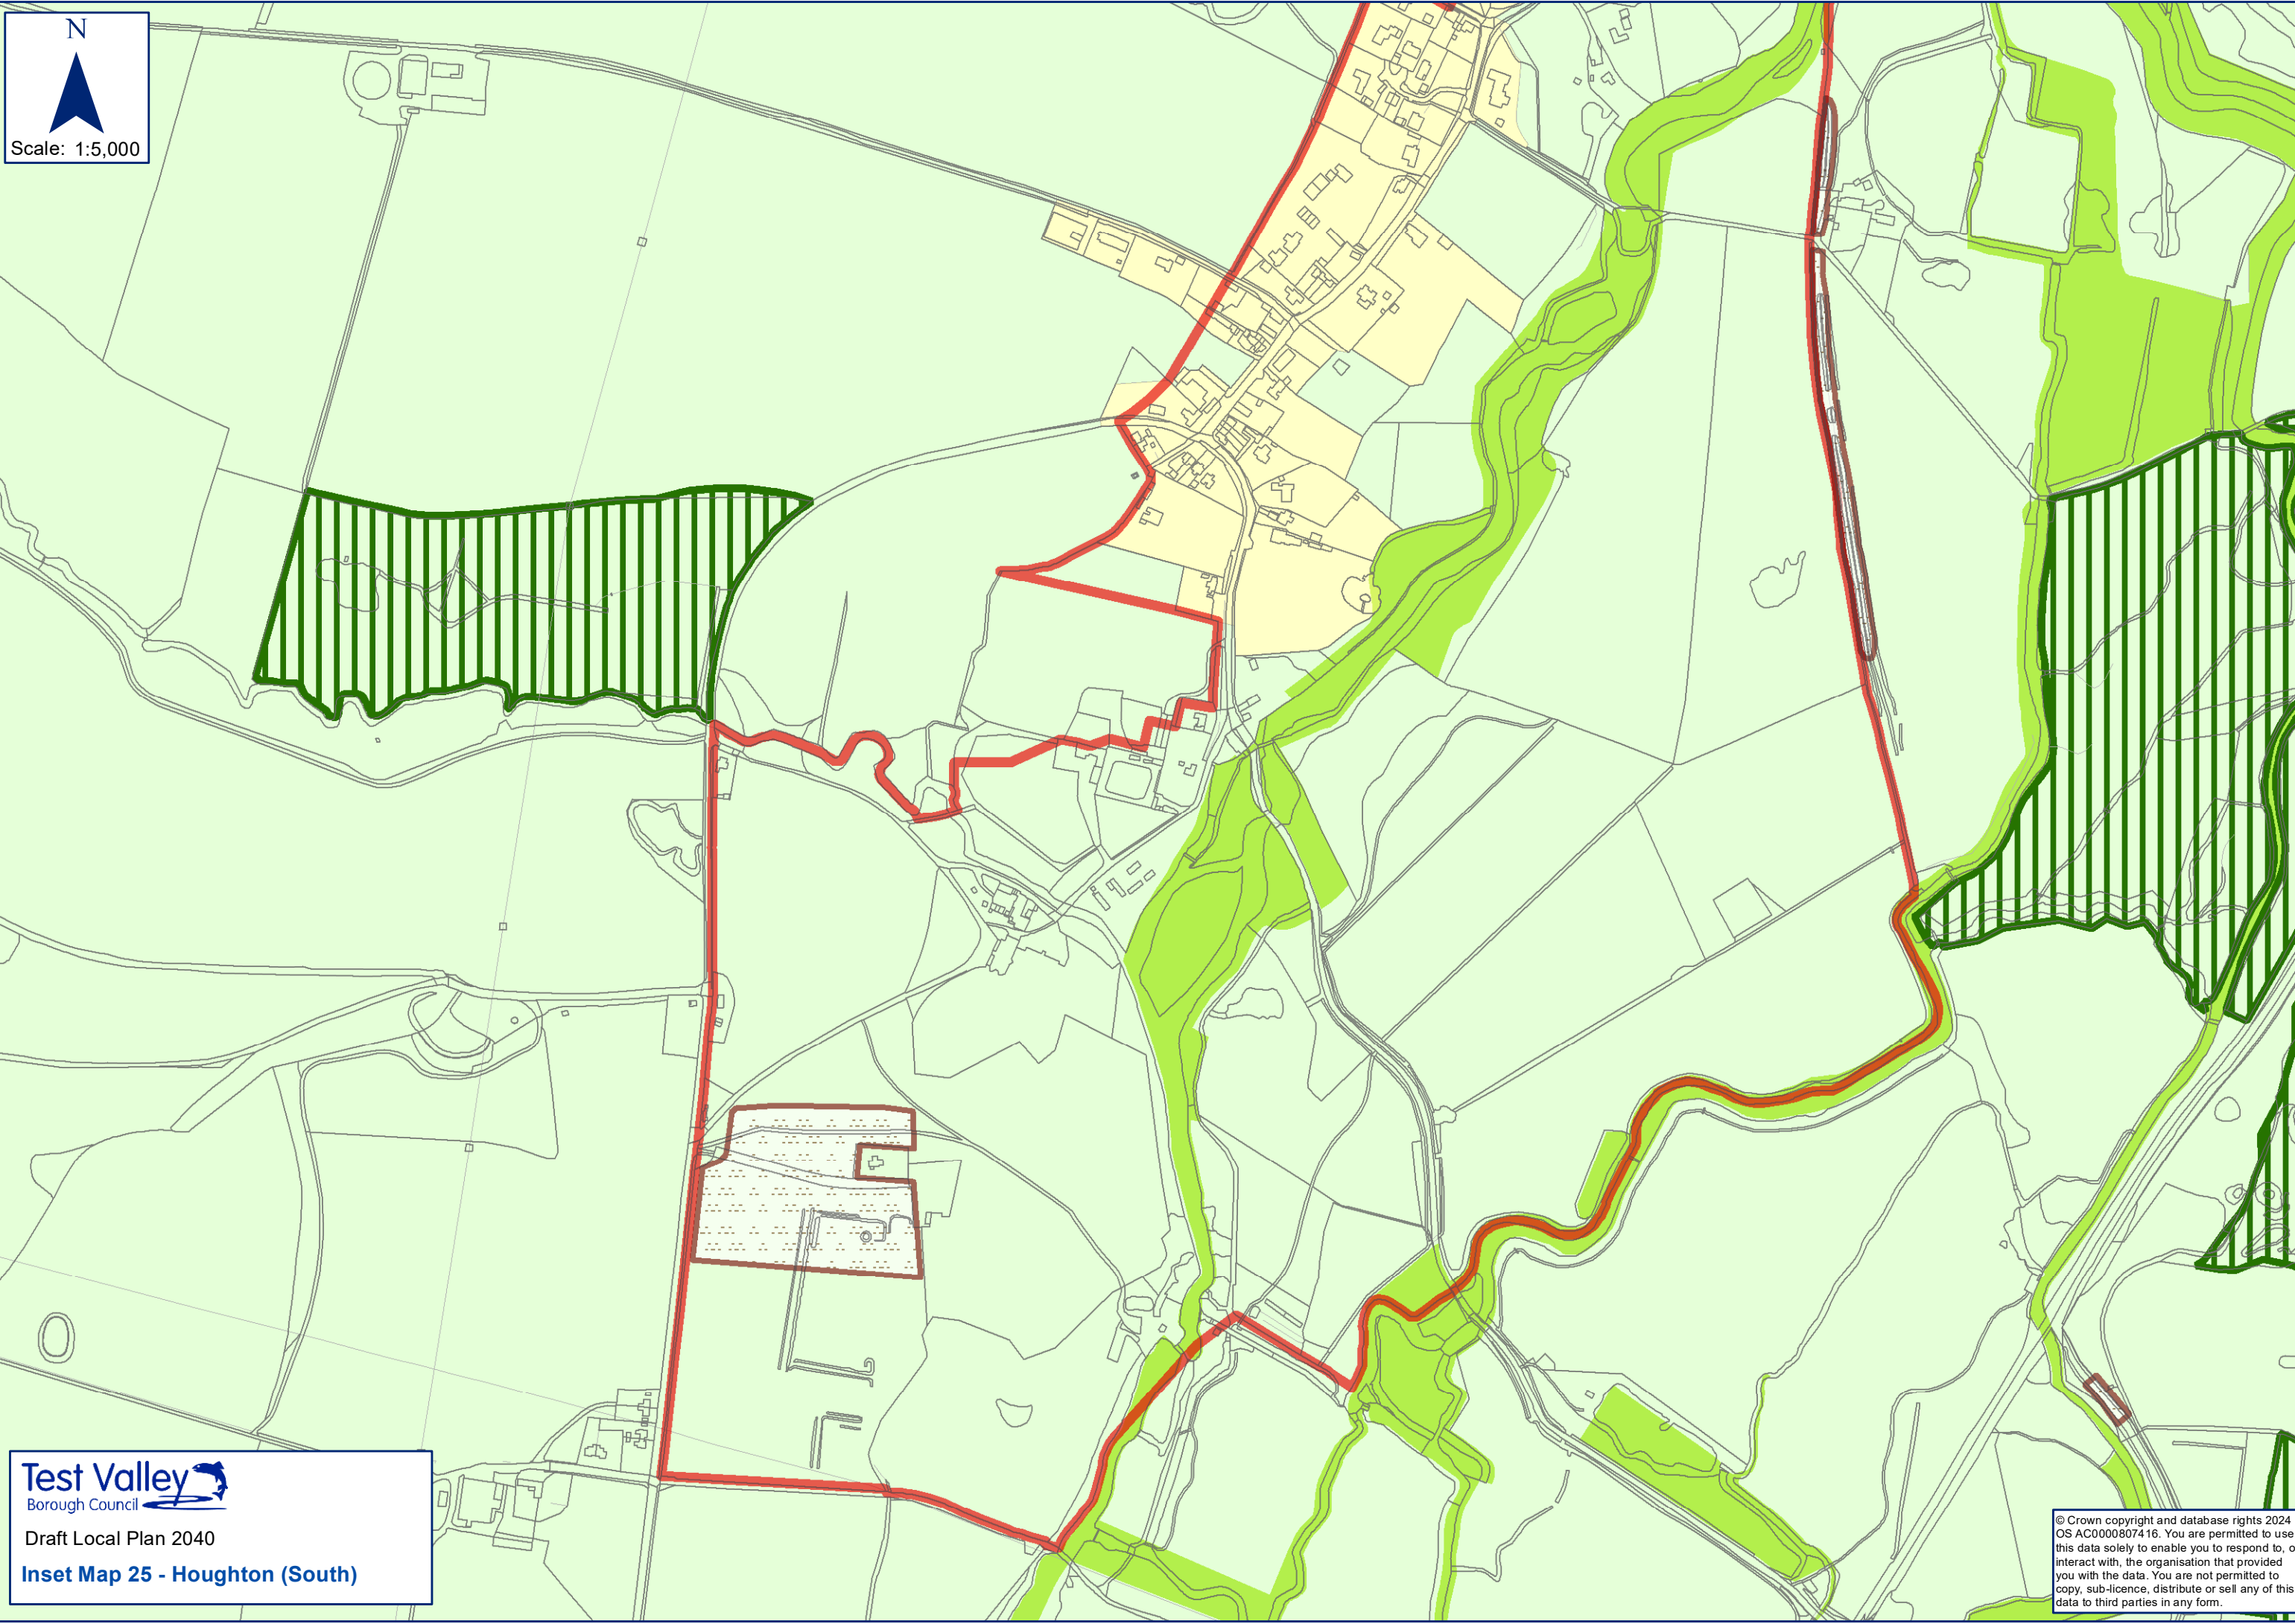 N
Scale: 1:5,000
Test Valley
Borough Council
Draft Local Plan 2040
Inset Map 25 - Houghton (South)
© Crown copyright and database rights 2024
OS AC0000807416. You are permitted to use
this data solely to enable you to respond to, o
interact with, the organisation that provided
you with the data. You are not permitted to
copy, sub-licence, distribute or sell any of this
data to third parties in any form.